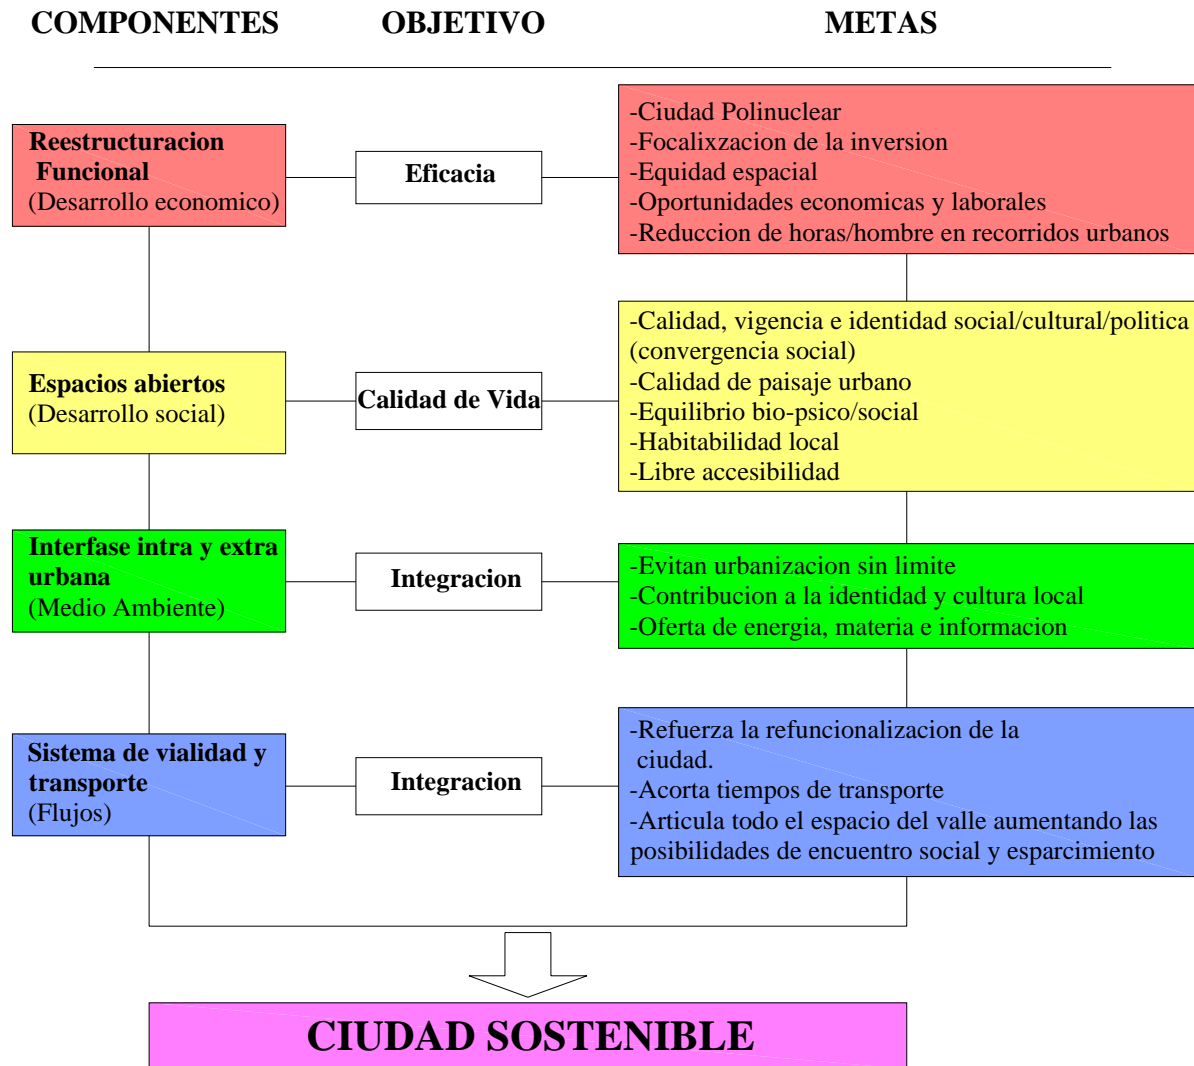 COMPONENTES OBJETIVO METAS
Reestructuracion
Funcional
(Desarrollo economico)
Eficacia
-Ciudad Polinuclear
-Focalixzacion de la inversion
-Equidad espacial
-Oportunidades economicas y laborales
-Reduccion de horas/hombre en recorridos urbanos
Espacios abiertos
(Desarrollo social)
Calidad de Vida
-Calidad, vigencia e identidad social/cultural/politica
(convergencia social)
-Calidad de paisaje urbano
-Equilibrio bio-psico/social
-Habitabilidad local
-Libre accesibilidad
Interfase intra y extra
urbana
(Medio Ambiente)
Integracion
-Evitan urbanizacion sin limite
-Contribucion a la identidad y cultura local
-Oferta de energia, materia e informacion
Sistema de vialidad y
transporte
(Flujos)
Integracion
-Refuerza la refuncionalizacion de la
ciudad.
-Acorta tiempos de transporte
-Articula todo el espacio del valle aumentando las
posibilidades de encuentro social y esparcimiento
CIUDAD SOSTENIBLE